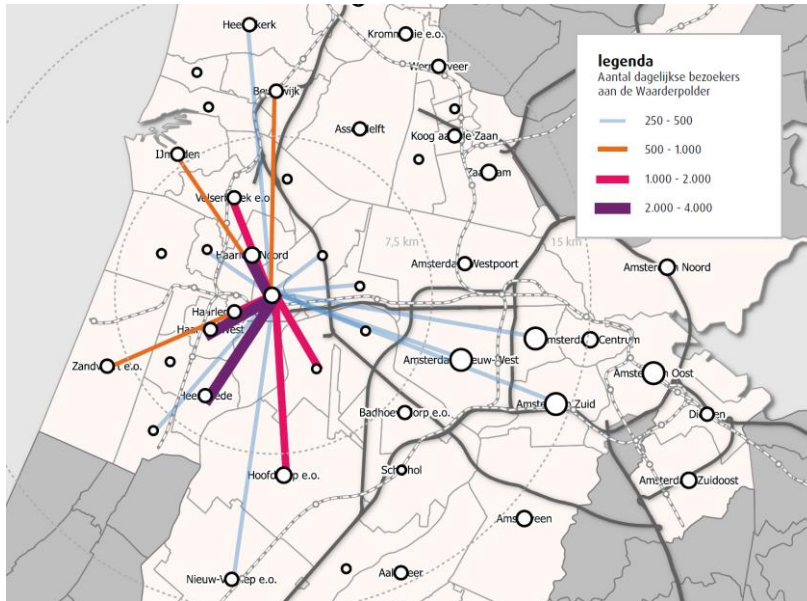 Heemskerk
Krommenie e.o.
Wormerveer
Beverwijk
Assendelft
Koog aan de Zaan
IJmuiden
Zaandam
Velserbroek e.o.
7,5 km
15 km
Haarlem Noord
Amsterdam Westpoort
Amsterdam Noord
Haarlem
Haarlem West
Amsterdam Centrum
Zandvoort e.o.
Amsterdam Nieuw-West
Amsterdam Oost
Heemstede
Amsterdam Zuid
Badhoevedorp e.o.
Diemen
Hoofddorp e.o.
Schiphol
Amsterdam Zuidoost
Amstelveen
Nieuw-Vennep e.o.
Aalsmeer
legenda
Aantal dagelijkse bezoekers
aan de Waarderpolder
250 - 500
500 - 1.000
1.000 - 2.000
2.000 - 4.000